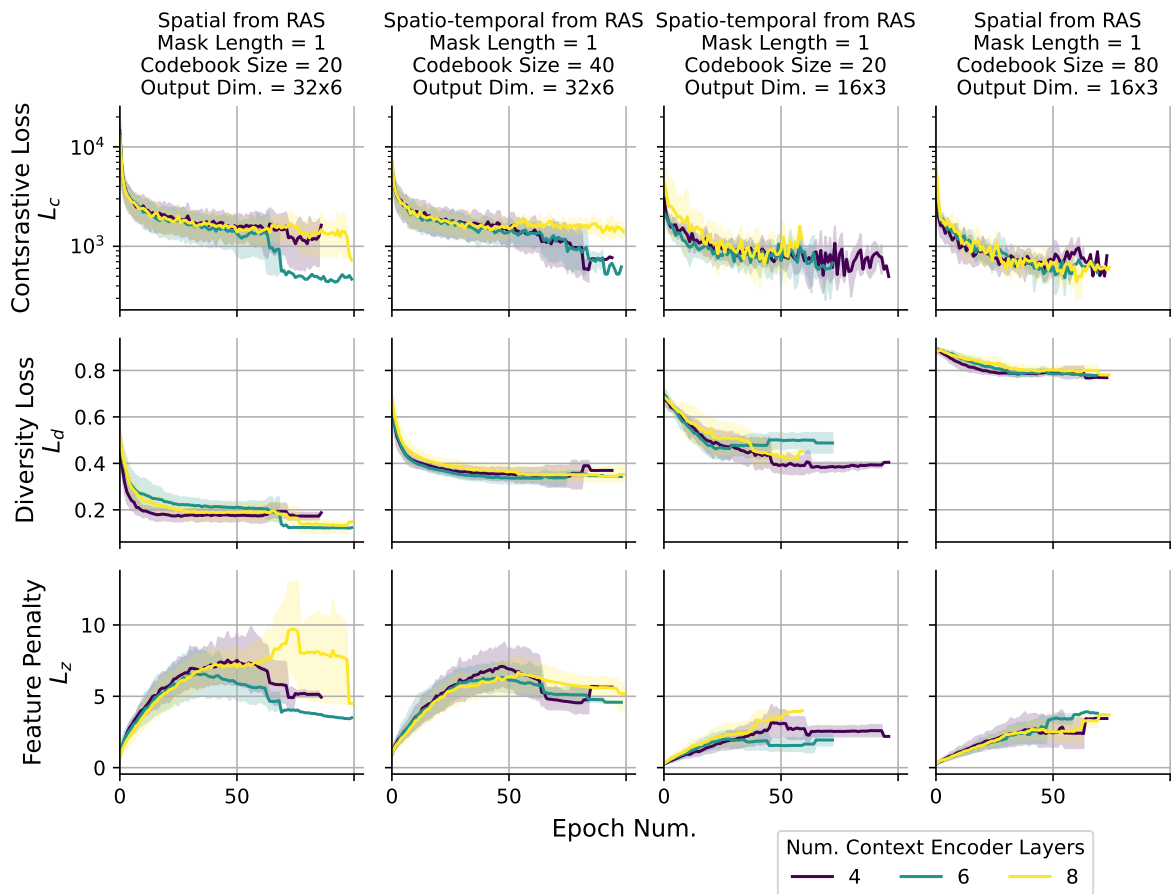 Spatial from RAS
Mask Length = 1
Codebook Size = 20
Output Dim. = 32x6
Spatio-temporal from RAS
Mask Length = 1
Codebook Size = 40
Output Dim. = 32x6
Spatio-temporal from RAS
Mask Length = 1
Codebook Size = 20
Output Dim. = 16x3
Spatial from RAS
Mask Length = 1
Codebook Size = 80
Output Dim. = 16x3
Contsrastive Loss
L_c
10^4
10^3
Diversity Loss
L_d
0.8
0.6
0.4
0.2
Feature Penalty
L_z
10
5
0
0 50
0 50
0 50
0 50
Epoch Num.
Num. Context Encoder Layers
4 6 8